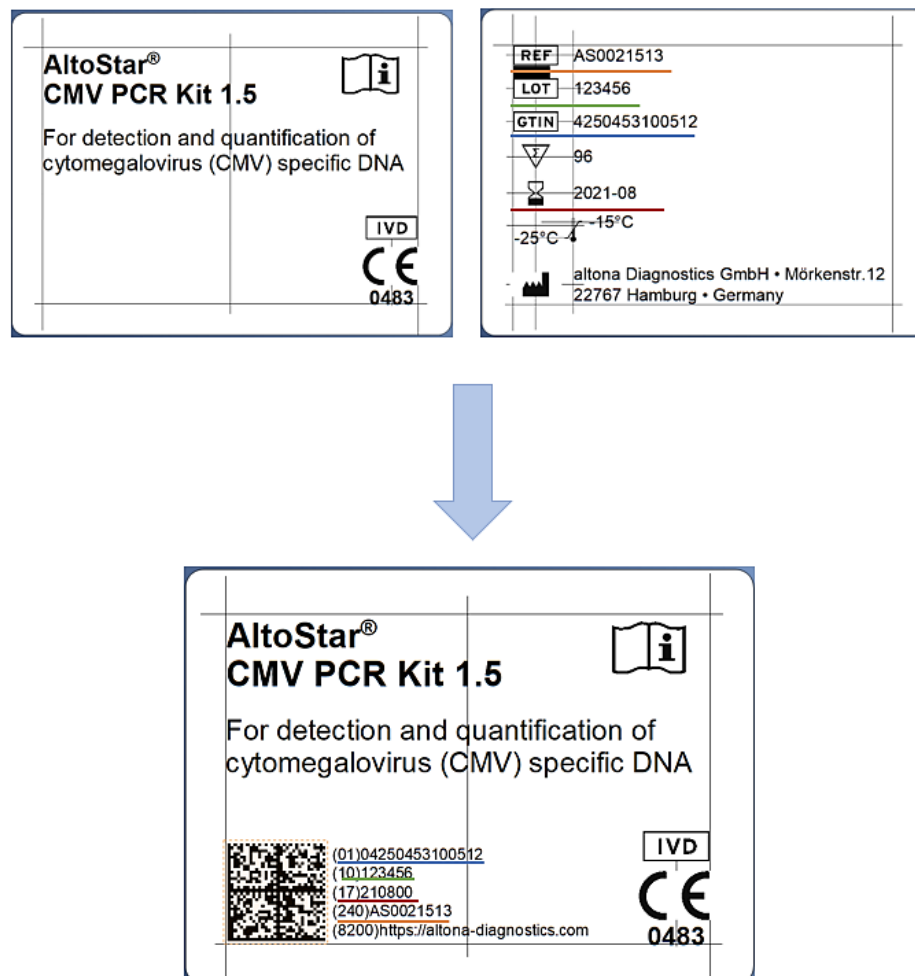 AltoStar®
CMV PCR Kit 1.5
For detection and quantification of
cytomegalovirus (CMV) specific DNA
IVD
CE
0483
REF AS0021513
LOT 123456
GTIN 4250453100512
Σ 96
2021-08
-15°C
-25°C
altona Diagnostics GmbH • Mörkenstr.12
22767 Hamburg • Germany
AltoStar®
CMV PCR Kit 1.5
For detection and quantification of
cytomegalovirus (CMV) specific DNA
(01)04250453100512
(10)123456
(17)210800
(240)AS0021513
(8200)https://altona-diagnostics.com
IVD
CE
0483